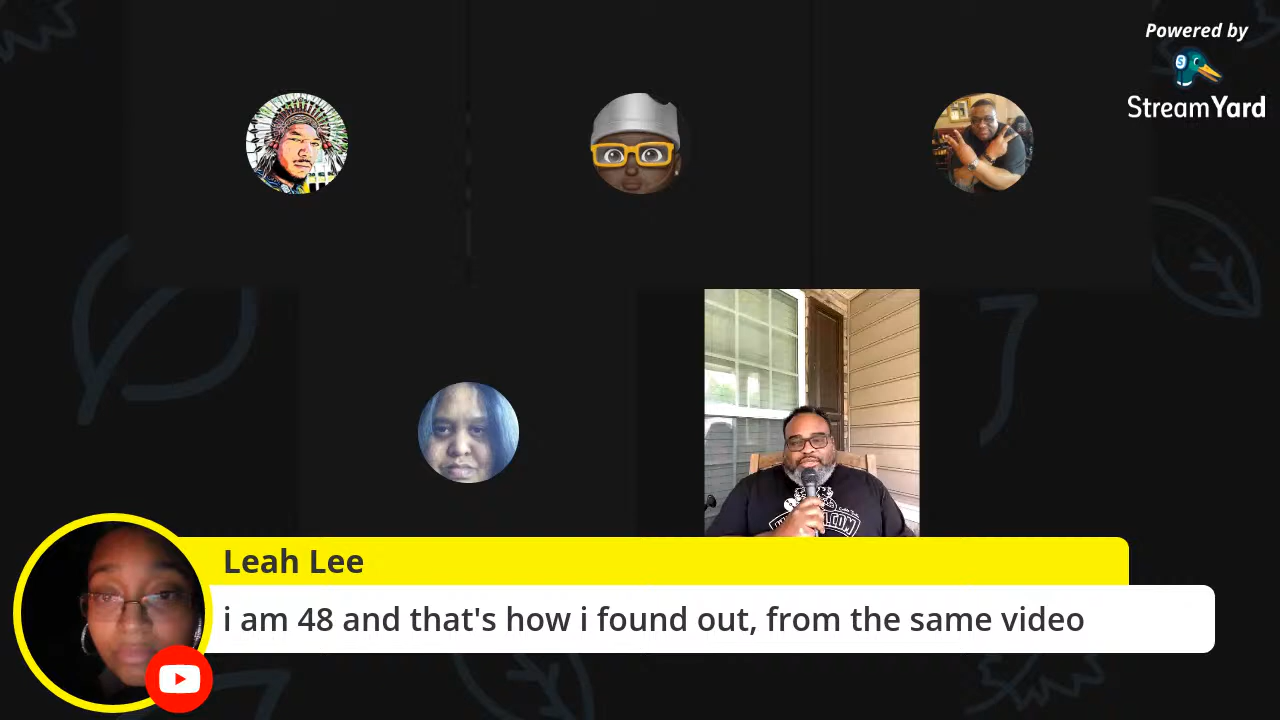 Powered by
StreamYard
Leah Lee
i am 48 and that's how i found out, from the same video